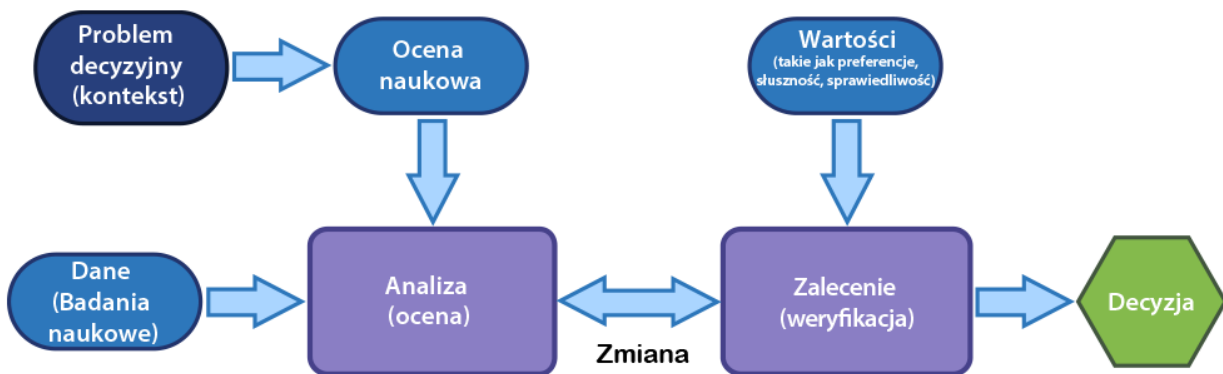 Problem
decyzyjny
(kontekst)
Ocena
naukowa
Wartości
(takie jak preferencje,
słuszność, sprawiedliwość)
Dane
(Badania
naukowe)
Analiza
(ocena)
Zmiana
Zalecenie
(weryfikacja)
Decyzja